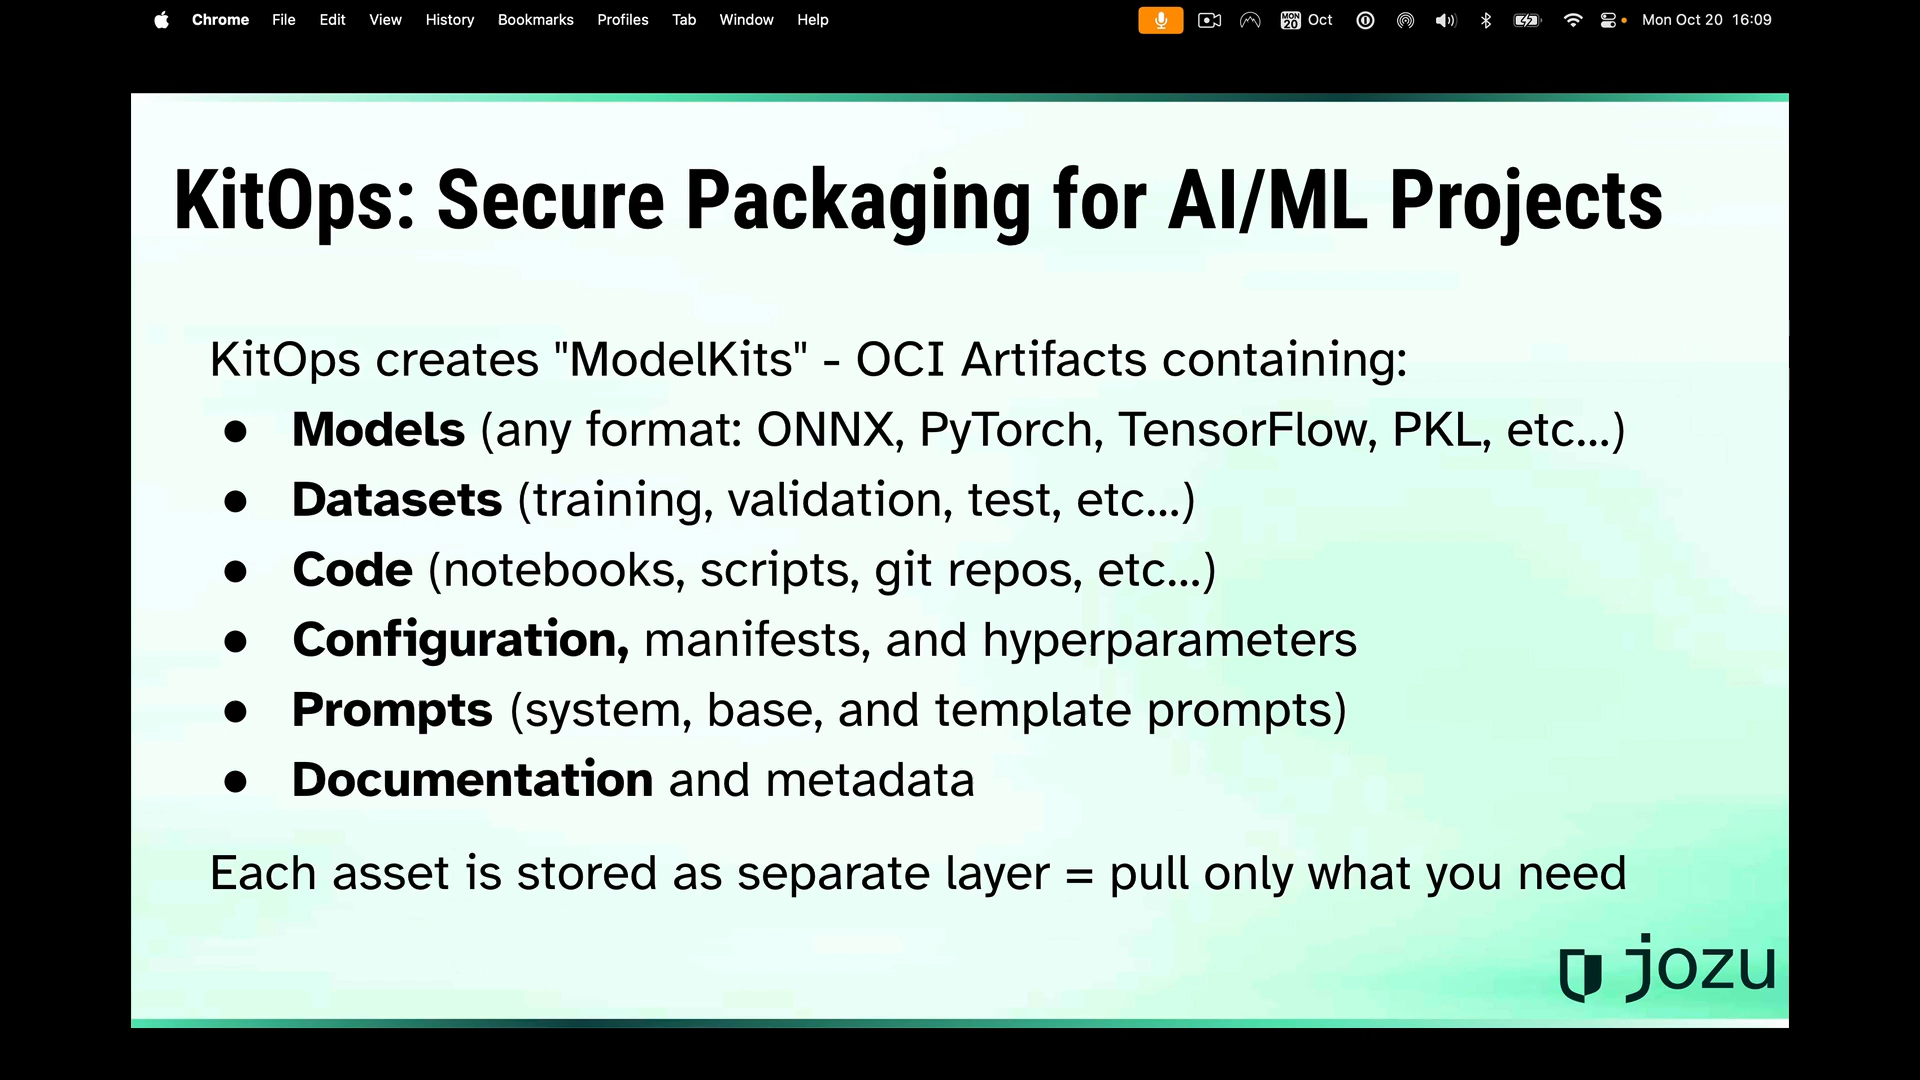 Chrome File Edit View History Bookmarks Profiles Tab Window Help MON 20 Oct Mon Oct 20 16:09
KitOps: Secure Packaging for AI/ML Projects
KitOps creates "ModelKits" - OCI Artifacts containing:
● Models (any format: ONNX, PyTorch, TensorFlow, PKL, etc...)
● Datasets (training, validation, test, etc...)
● Code (notebooks, scripts, git repos, etc...)
● Configuration, manifests, and hyperparameters
● Prompts (system, base, and template prompts)
● Documentation and metadata
Each asset is stored as separate layer = pull only what you need
jozu